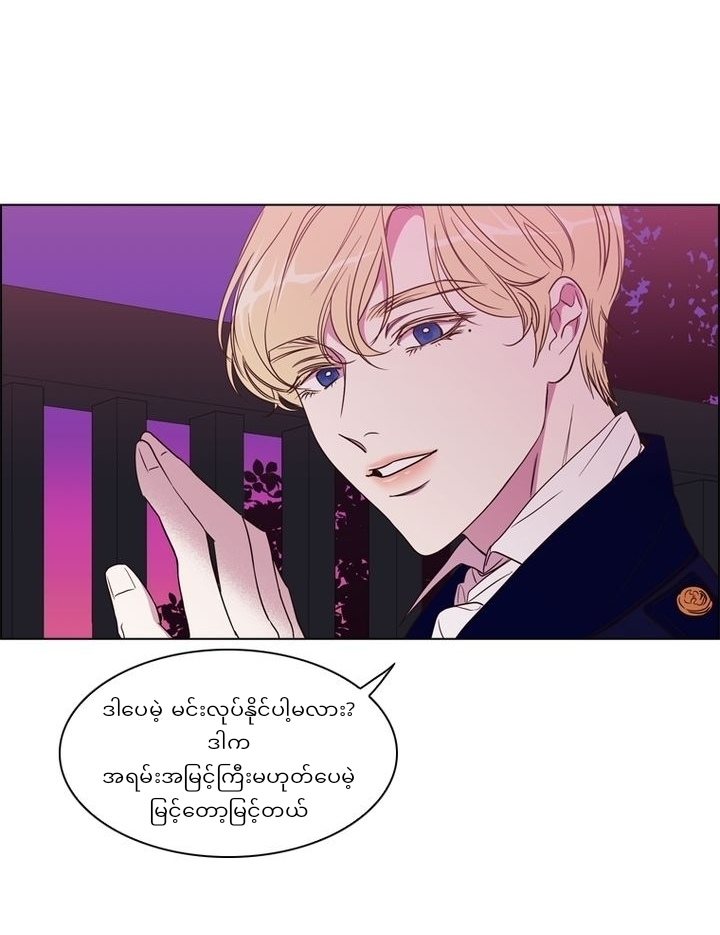 ဒါပေမဲ့ မင်းလုပ်နိုင်ပါ့မလား?
ဒါက
အရမ်းအမြင့်ကြီးမဟုတ်ပေမဲ့
မြင့်တော့မြင့်တယ်